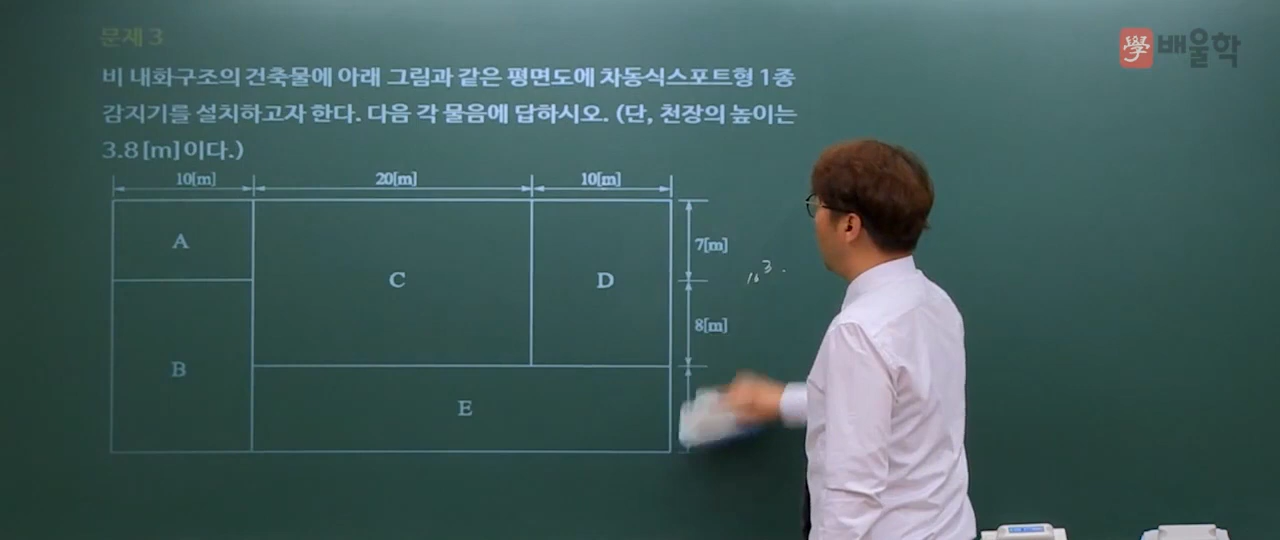 문제 3
비 내화구조의 건축물에 아래 그림과 같은 평면도에 차동식스포트형 1종
감지기를 설치하고자 한다. 다음 각 물음에 답하시오. (단, 천장의 높이는
3.8[m]이다.)
學 배울학
10[m] 20[m] 10[m]
A
7[m]
C
D
8[m]
B
E